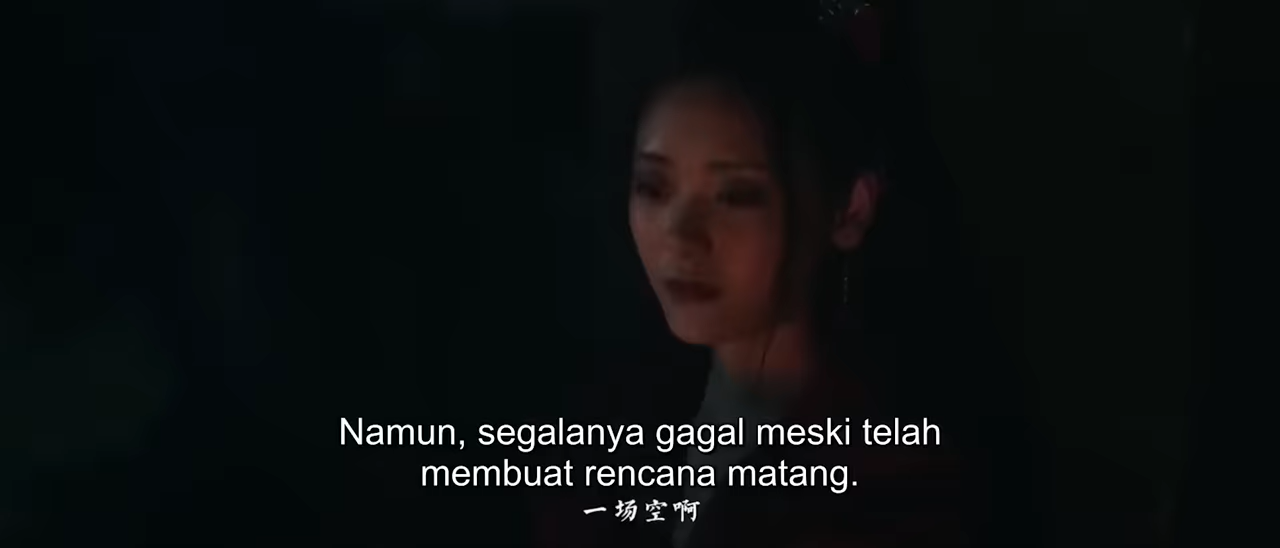 Namun, segalanya gagal meski telah
membuat rencana matang.
一场空啊